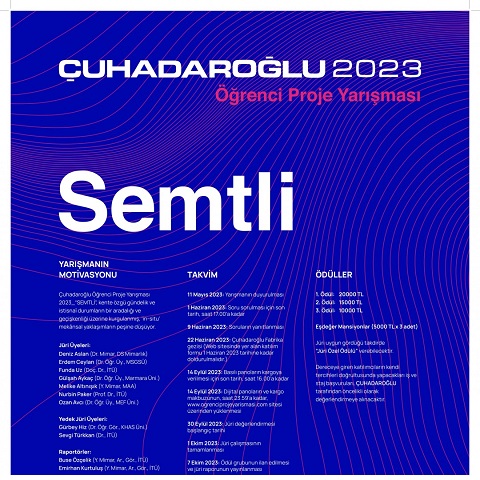 ÇUHADAROĞLU 2023
Öğrenci Proje Yarışması
Semtli
YARIŞMANIN
MOTİVASYONU
Çuhadaroğlu Öğrenci Proje Yarışması
2023_"SEMTLİ"; kente özgü gündelik ve
istisnai durumların bir aradalığı ve
geçişkenliği üzerine kurgulanmış, 'in-situ'
mekânsal yaklaşımların peşine düşüyor.
Jüri Üyeleri:
Deniz Aslan (Dr. Mimar, DS Mimarlık)
Erdem Ceylan (Dr. Öğr. Üy., MSGSÜ)
Funda Uz (Doç. Dr., İTÜ)
Gülşah Aykaç (Dr. Öğr. Üy., Marmara Üni.)
Melike Altınışık (Y. Mimar, MAA)
Nurbin Paker (Prof. Dr., İTÜ)
Ozan Avcı (Dr. Öğr. Üy., MEF Üni.)
Yedek Jüri Üyeleri:
Gürbey Hiz (Dr. Öğr. Gör., KHAS Üni.)
Sevgi Türkkan (Dr., İTÜ)
Raportörler:
Buse Özçelik (Y. Mimar, Ar. Gör., İTÜ)
Emirhan Kurtuluş (Y. Mimar, Ar. Gör., İTÜ)
TAKVİM
11 Mayıs 2023: Yarışmanın duyurulması
1 Haziran 2023: Soru sorulması için son
tarih, saat 17.00'a kadar
9 Haziran 2023: Soruların yanıtlanması
22 Haziran 2023: Çuhadaroğlu Fabrika
gezisi (Web sitesinde yer alan katılım
formu 1 Haziran 2023 tarihine kadar
doldurulmalıdır.)
14 Eylül 2023: Basılı panoların kargoya
verilmesi için son tarih, saat 16.00'a kadar
14 Eylül 2023: Dijital panoların ve kargo
makbuzunun, saat 23.59'a kadar,
www.ogrenciprojeyarismasi.com sitesi
üzerinden yüklenmesi
30 Eylül 2023: Jüri değerlendirmesi
başlangıç tarihi
1 Ekim 2023: Jüri çalışmasının
tamamlanması
7 Ekim 2023: Ödül grubunun ilan edilmesi
ve jüri raporunun yayınlanması
ÖDÜLLER
1. Ödül: 20000 TL
2. Ödül: 15000 TL
3. Ödül: 10000 TL
Eşdeğer Mansiyonlar (5000 TL x 3 adet)
Jüri uygun gördüğü takdirde
"Jüri Özel Ödülü" verebilecektir.
Dereceye giren katılımcıların kendi
tercihleri doğrultusunda yapacakları iş ve
staj başvuruları, ÇUHADAROĞLU
tarafından öncelikli olarak
değerlendirmeye alınacaktır.